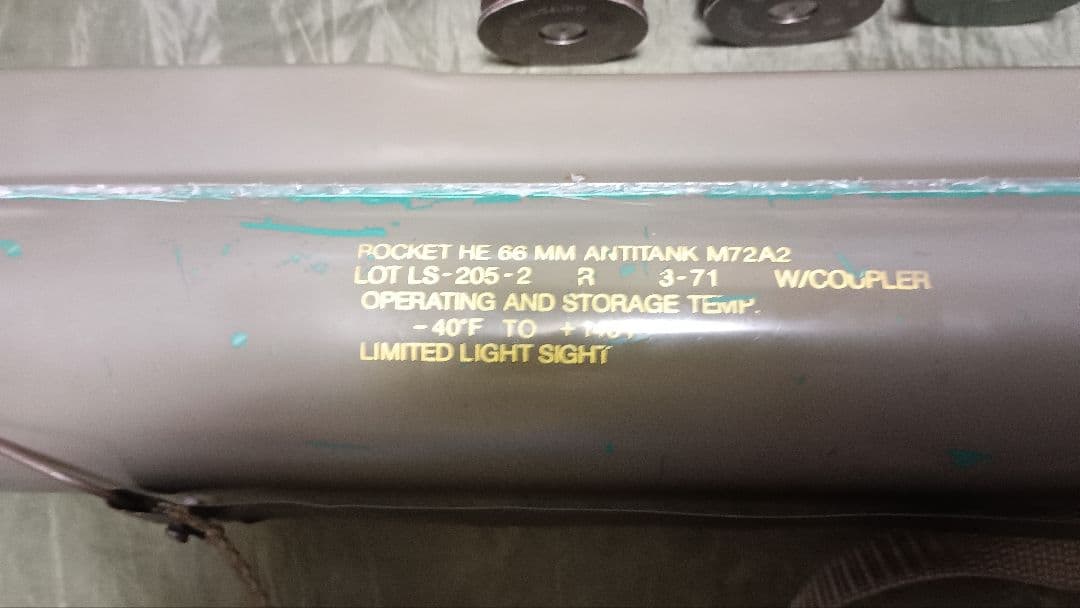 ROCKET HE 66 MM ANTITANK M72A2
LOT LS-205-2 R 3-71 W/COUPLER
OPERATING AND STORAGE TEMP.
-40°F TO +140°F
LIMITED LIGHT SIGHT